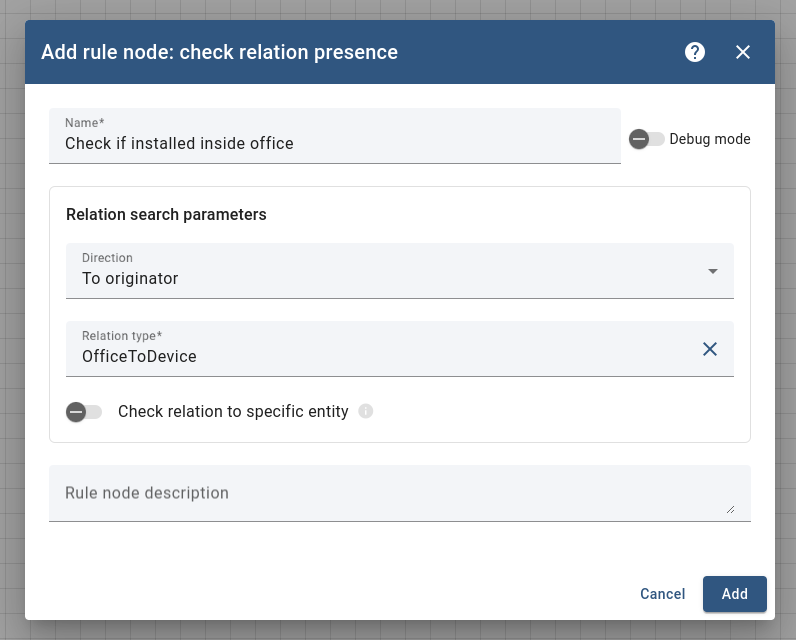 Add rule node: check relation presence
Name*
Check if installed inside office
Debug mode
Relation search parameters
Direction
To originator
Relation type*
OfficeToDevice
Check relation to specific entity
Rule node description
Cancel
Add